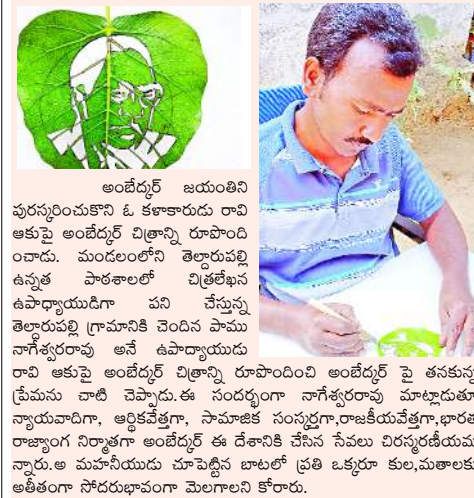 అంబేద్కర్ జయంతిని
పురస్కరించుకొని ఓ కళాకారుడు రావి
ఆకుపై అంబేద్కర్ చిత్రాన్ని రూపొంది
ంచాడు. మండలంలోని తెల్దారుపల్లి
ఉన్నత పాఠశాలలో చిత్రలేఖన
ఉపాధ్యాయుడిగా పని చేస్తున్న
తెల్దారుపల్లి గ్రామానికి చెందిన పాము
నాగేశ్వరరావు అనే ఉపాద్యాయుడు
రావి ఆకుపై అంబేద్కర్ చిత్రాన్ని రూపొందించి అంబేద్కర్ పై తనకున్న
ప్రేమను చాటి చెప్పాడు.ఈ సందర్భంగా నాగేశ్వరరావు మాట్లాడుతూ
న్యాయవాదిగా, ఆర్థికవేత్తగా, సామాజిక సంస్కర్తగా,రాజకీయవేత్తగా,భారత
రాజ్యాంగ నిర్మాతగా అంబేద్కర్ ఈ దేశానికి చేసిన సేవలు చిరస్మరణీయమ
న్నారు.అ మహనీయుడు చూపెట్టిన బాటలో ప్రతి ఒక్కరూ కుల,మతాలకు
అతీతంగా సోదరుభావంగా మెలగాలని కోరారు.